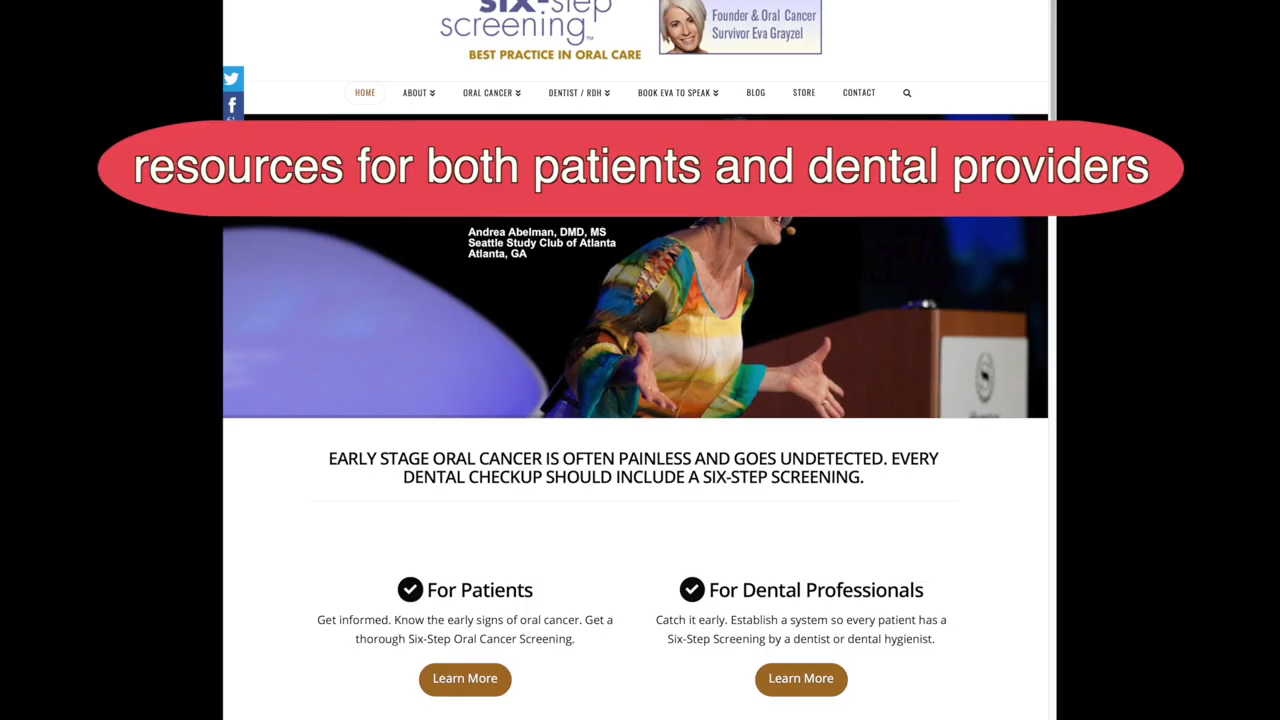 SIX-step
screening™
BEST PRACTICE IN ORAL CARE
Founder & Oral Cancer
Survivor Eva Grayzel
HOME ABOUT ORAL CANCER DENTIST / RDH BOOK EVA TO SPEAK BLOG STORE CONTACT
61
resources for both patients and dental providers
Andrea Abelman, DMD, MS
Seattle Study Club of Atlanta
Atlanta, GA
EARLY STAGE ORAL CANCER IS OFTEN PAINLESS AND GOES UNDETECTED. EVERY
DENTAL CHECKUP SHOULD INCLUDE A SIX-STEP SCREENING.
For Patients
Get informed. Know the early signs of oral cancer. Get a
thorough Six-Step Oral Cancer Screening.
Learn More
For Dental Professionals
Catch it early. Establish a system so every patient has a
Six-Step Screening by a dentist or dental hygienist.
Learn More